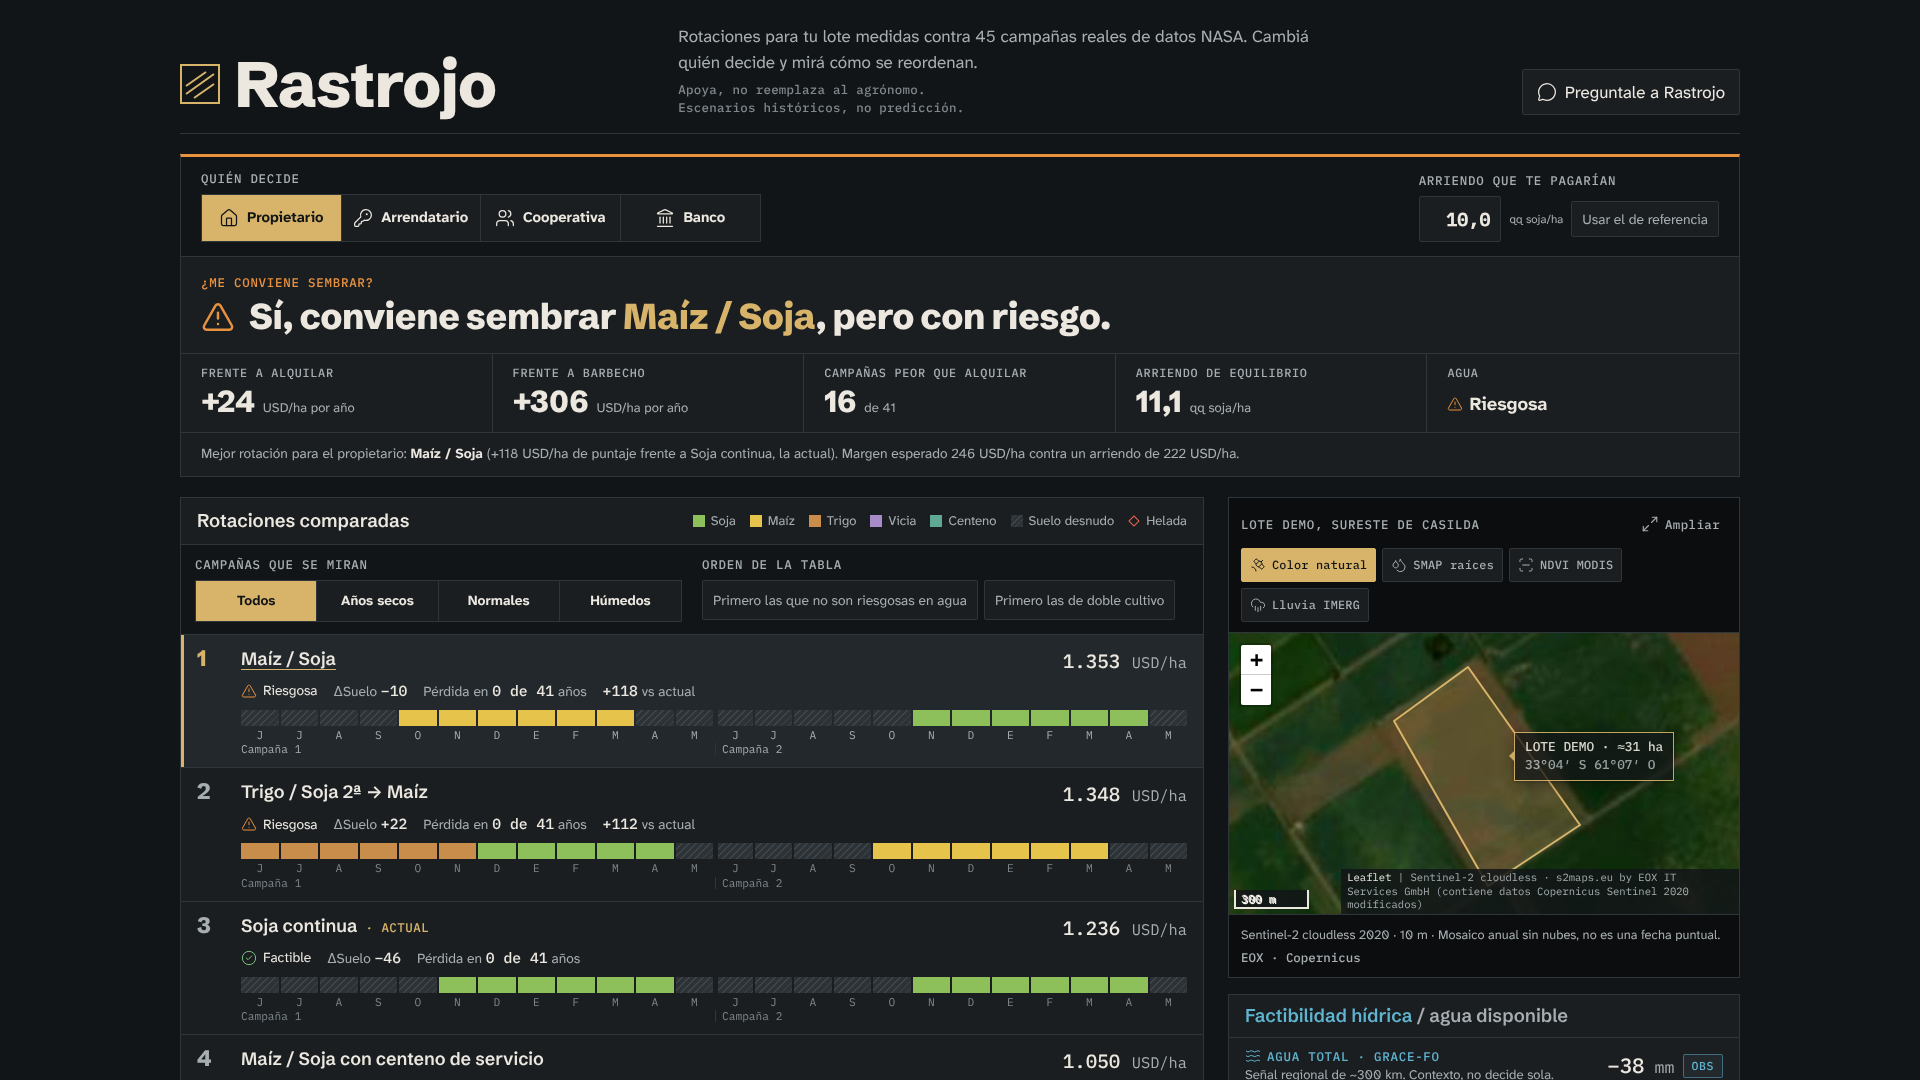 Rastrojo
Rotaciones para tu lote medidas contra 45 campañas reales de datos NASA. Cambiá
quién decide y mirá cómo se reordenan.
Apoya, no reemplaza al agrónomo.
Escenarios históricos, no predicción.
Preguntale a Rastrojo
QUIÉN DECIDE
Propietario Arrendatario Cooperativa Banco
ARRIENDO QUE TE PAGARÍAN
10,0 qq soja/ha Usar el de referencia
¿ME CONVIENE SEMBRAR?
Sí, conviene sembrar Maíz / Soja, pero con riesgo.
FRENTE A ALQUILAR
+24 USD/ha por año
FRENTE A BARBECHO
+306 USD/ha por año
CAMPAÑAS PEOR QUE ALQUILAR
16 de 41
ARRIENDO DE EQUILIBRIO
11,1 qq soja/ha
AGUA
Riesgosa
Mejor rotación para el propietario: Maíz / Soja (+118 USD/ha de puntaje frente a Soja continua, la actual). Margen esperado 246 USD/ha contra un arriendo de 222 USD/ha.
Rotaciones comparadas
Soja Maíz Trigo Vicia Centeno Suelo desnudo Helada
CAMPAÑAS QUE SE MIRAN
Todos Años secos Normales Húmedos
ORDEN DE LA TABLA
Primero las que no son riesgosas en agua Primero las de doble cultivo
1 Maíz / Soja 1.353 USD/ha
Riesgosa ΔSuelo −10 Pérdida en 0 de 41 años +118 vs actual
J J A S O N D E F M A M J J A S O N D E F M A M
Campaña 1 Campaña 2
2 Trigo / Soja 2ª → Maíz 1.348 USD/ha
Riesgosa ΔSuelo +22 Pérdida en 0 de 41 años +112 vs actual
J J A S O N D E F M A M J J A S O N D E F M A M
Campaña 1 Campaña 2
3 Soja continua · ACTUAL 1.236 USD/ha
Factible ΔSuelo −46 Pérdida en 0 de 41 años
J J A S O N D E F M A M J J A S O N D E F M A M
Campaña 1 Campaña 2
4 Maíz / Soja con centeno de servicio 1.050 USD/ha
LOTE DEMO, SURESTE DE CASILDA
Ampliar
Color natural SMAP raíces NDVI MODIS
Lluvia IMERG
+
−
LOTE DEMO · ≈31 ha
33°04′ S 61°07′ O
300 m
Leaflet | Sentinel-2 cloudless · s2maps.eu by EOX IT
Services GmbH (contiene datos Copernicus Sentinel 2020
modificados)
Sentinel-2 cloudless 2020 · 10 m · Mosaico anual sin nubes, no es una fecha puntual.
EOX · Copernicus
Factibilidad hídrica / agua disponible
AGUA TOTAL · GRACE-FO
Señal regional de ~300 km. Contexto, no decide sola.
−38 mm OBS